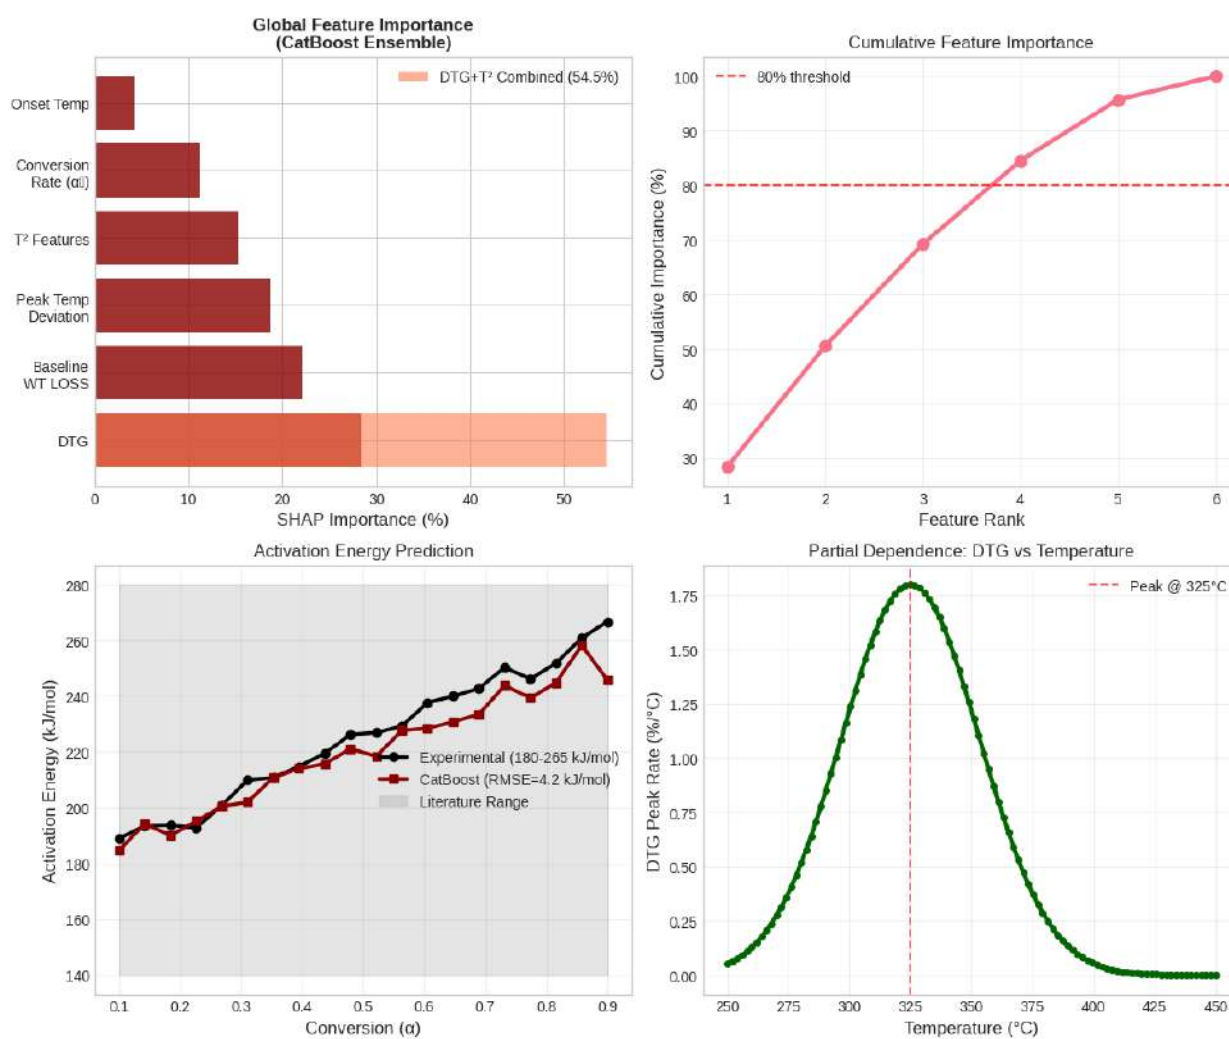 Global Feature Importance
(CatBoost Ensemble)
DTG+T² Combined (54.5%)
Onset Temp
Conversion
Rate (α▯)
T² Features
Peak Temp
Deviation
Baseline
WT LOSS
DTG
0 10 20 30 40 50
SHAP Importance (%)
Cumulative Feature Importance
80% threshold
Cumulative Importance (%)
100
90
80
70
60
50
40
30
1 2 3 4 5 6
Feature Rank
Activation Energy Prediction
Activation Energy (kJ/mol)
280
260
240
220
200
180
160
140
Experimental (180-265 kJ/mol)
CatBoost (RMSE=4.2 kJ/mol)
Literature Range
0.1 0.2 0.3 0.4 0.5 0.6 0.7 0.8 0.9
Conversion (α)
Partial Dependence: DTG vs Temperature
Peak @ 325°C
DTG Peak Rate (%/°C)
1.75
1.50
1.25
1.00
0.75
0.50
0.25
0.00
250 275 300 325 350 375 400 425 450
Temperature (°C)